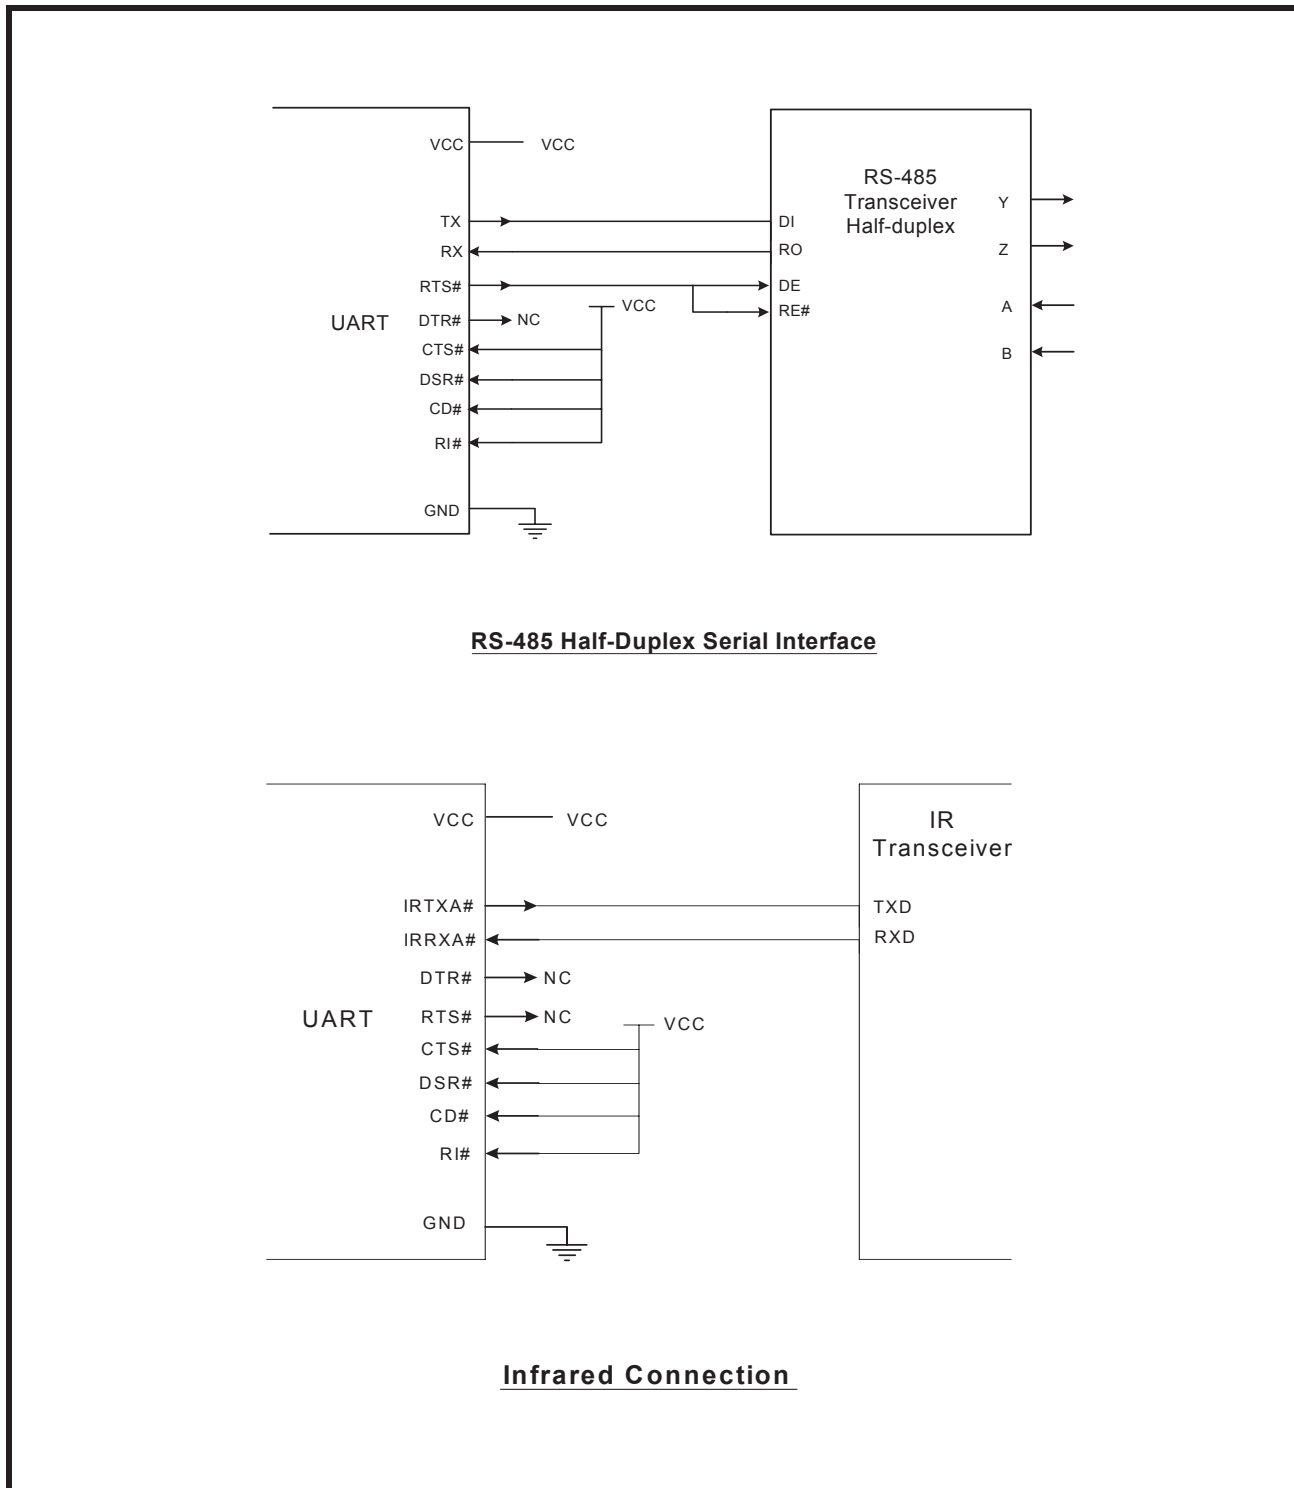 VCC
VCC
TX
RX
RTS#
DTR#
NC
CTS#
DSR#
CD#
RI#
GND
UART
VCC
RS-485
Transceiver
Half-duplex
DI
RO
DE
RE#
Y
Z
A
B
RS-485 Half-Duplex Serial Interface
VCC
VCC
IRTXA#
IRRXA#
DTR#
NC
RTS#
NC
CTS#
DSR#
CD#
RI#
GND
UART
VCC
IR
Transceiver
TXD
RXD
Infrared Connection